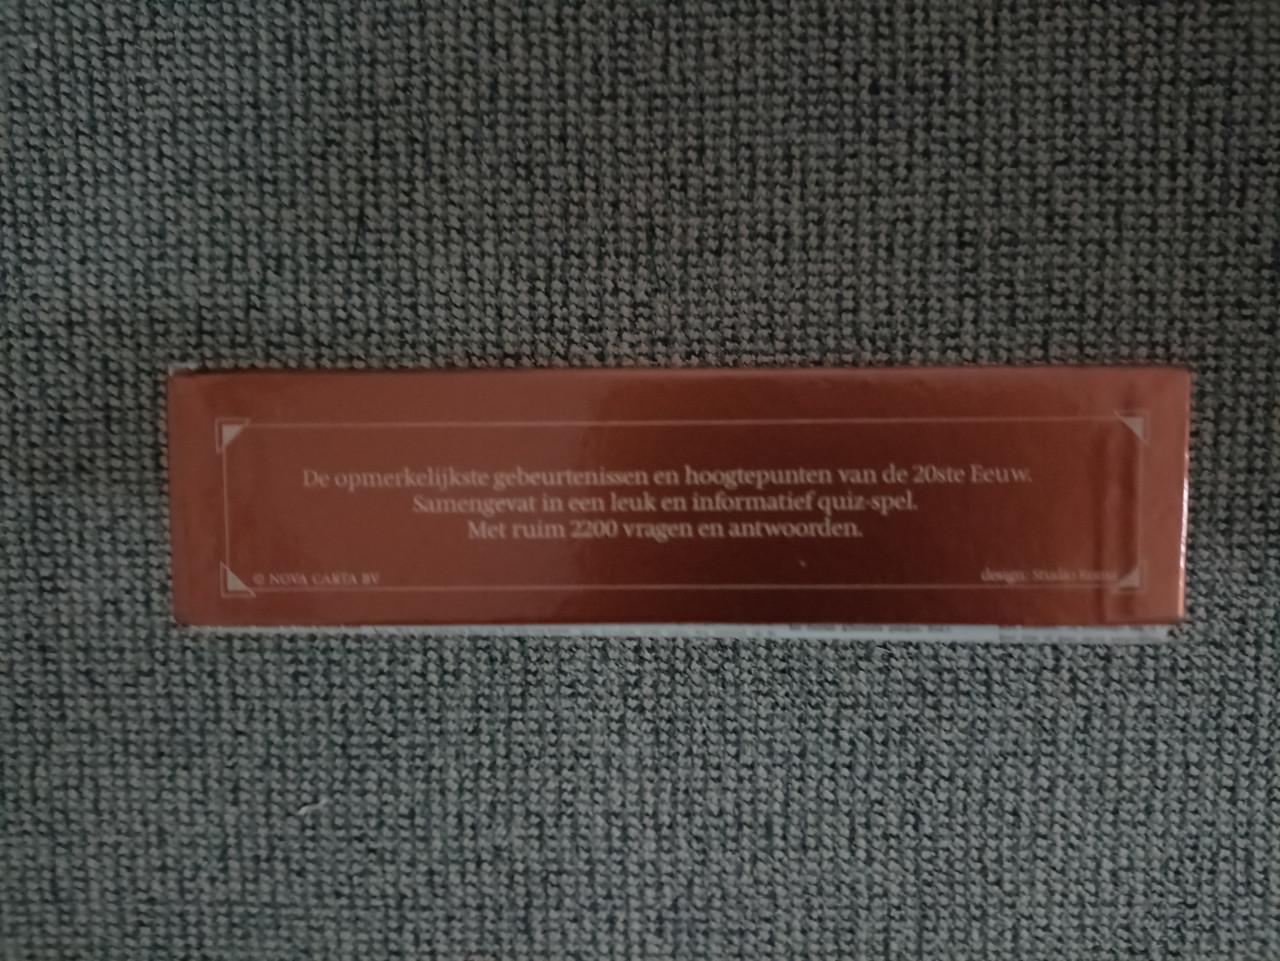 De opmerkelijkste gebeurtenissen en hoogtepunten van de 20ste Eeuw.
Samengevat in een leuk en informatief quiz-spel.
Met ruim 2200 vragen en antwoorden.
© NOVA CARTA BV
design: Studio